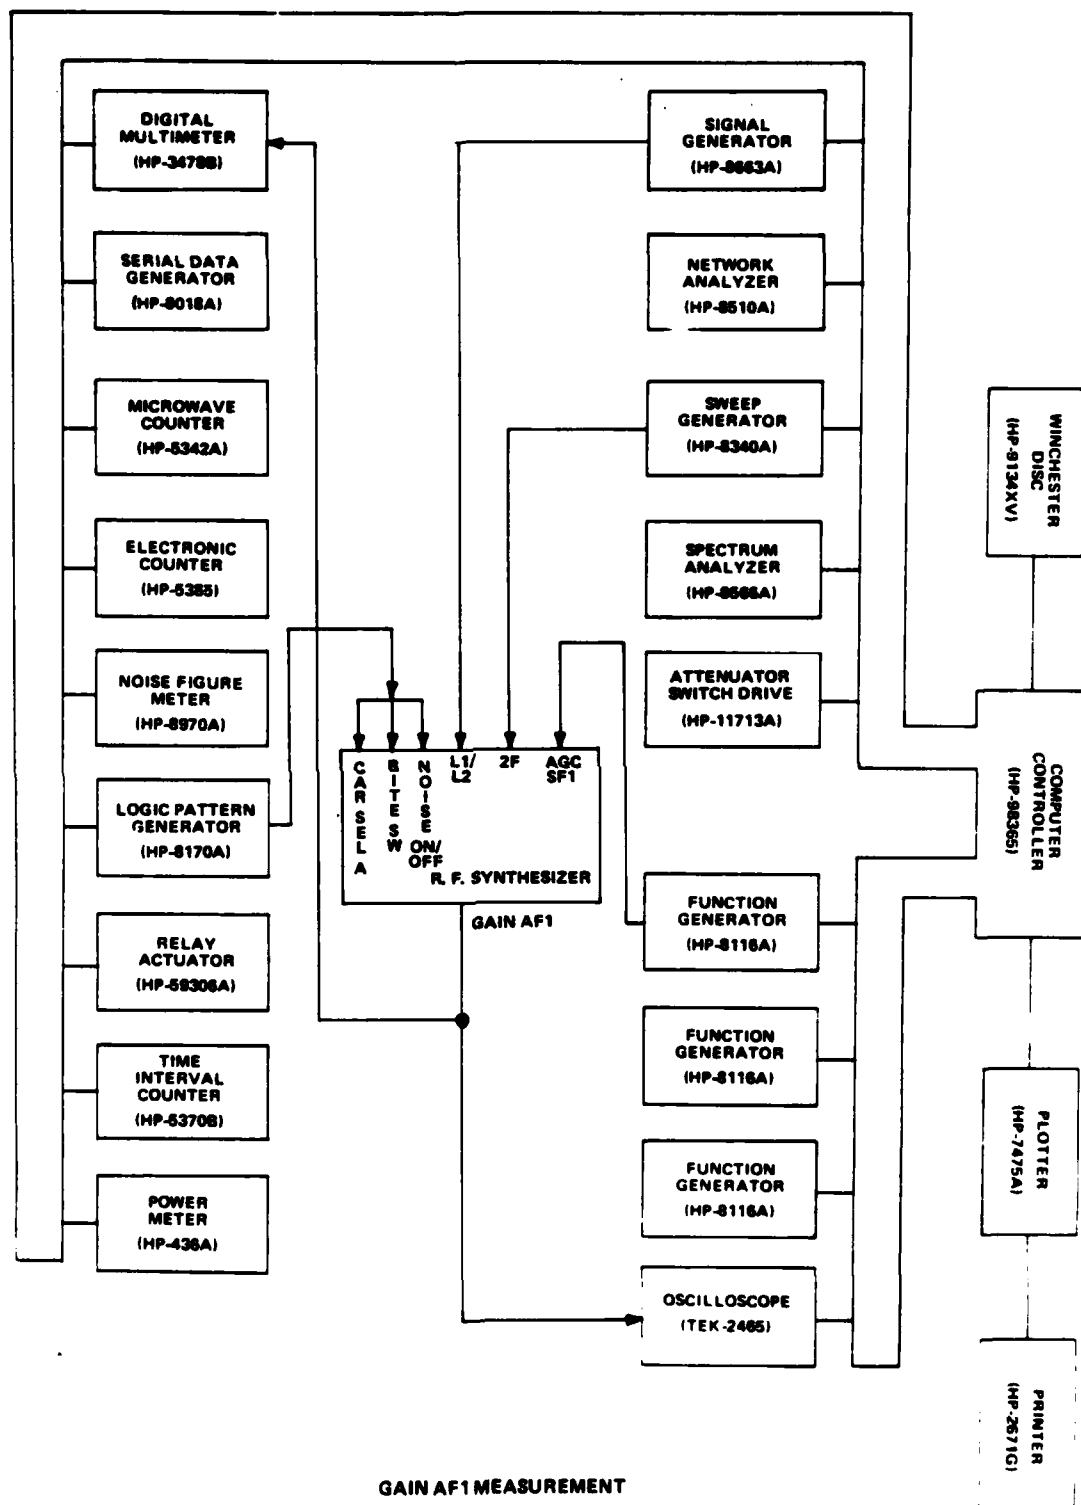 DIGITAL
MULTIMETER
(HP-3478B)
SERIAL DATA
GENERATOR
(HP-8018A)
MICROWAVE
COUNTER
(HP-5342A)
ELECTRONIC
COUNTER
(HP-5385)
NOISE FIGURE
METER
(HP-8970A)
LOGIC PATTERN
GENERATOR
(HP-8170A)
RELAY
ACTUATOR
(HP-59306A)
TIME
INTERVAL
COUNTER
(HP-5370B)
POWER
METER
(HP-436A)
CAR SEL A
BITE SW
NOISE ON/OFF
L1/
L2
2F
AGC
SF1
R. F. SYNTHESIZER
GAIN AF1
SIGNAL
GENERATOR
(HP-8663A)
NETWORK
ANALYZER
(HP-8510A)
SWEEP
GENERATOR
(HP-8340A)
SPECTRUM
ANALYZER
(HP-8566A)
ATTENUATOR
SWITCH DRIVE
(HP-11713A)
FUNCTION
GENERATOR
(HP-8116A)
FUNCTION
GENERATOR
(HP-8116A)
FUNCTION
GENERATOR
(HP-8116A)
OSCILLOSCOPE
(TEK-2465)
WINCHESTER
DISC
(HP-9134XV)
COMPUTER
CONTROLLER
(HP-98365)
PLOTTER
(HP-7475A)
PRINTER
(HP-2671G)
GAIN AF1 MEASUREMENT